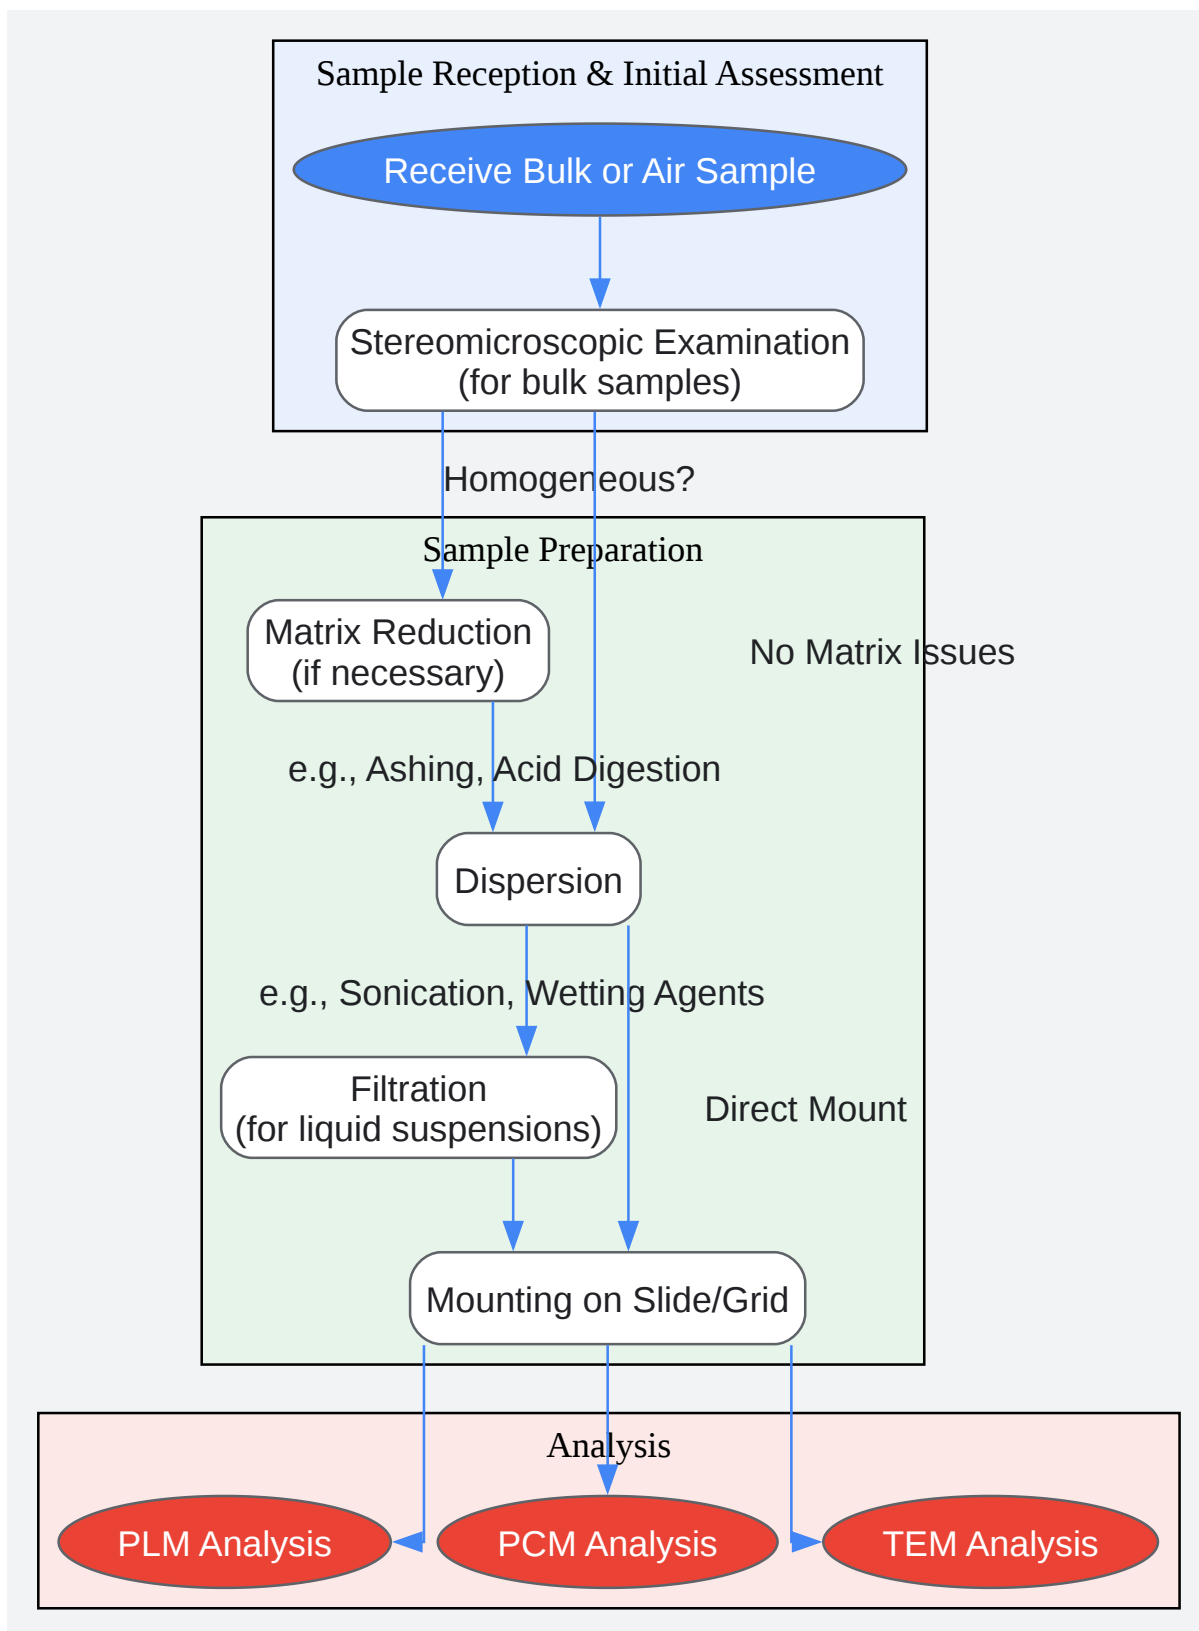 Sample Reception & Initial Assessment
Receive Bulk or Air Sample
Stereomicroscopic Examination
(for bulk samples)
Homogeneous?
Sample Preparation
Matrix Reduction
(if necessary)
No Matrix Issues
e.g., Ashing, Acid Digestion
Dispersion
e.g., Sonication, Wetting Agents
Filtration
(for liquid suspensions)
Direct Mount
Mounting on Slide/Grid
Analysis
PLM Analysis
PCM Analysis
TEM Analysis